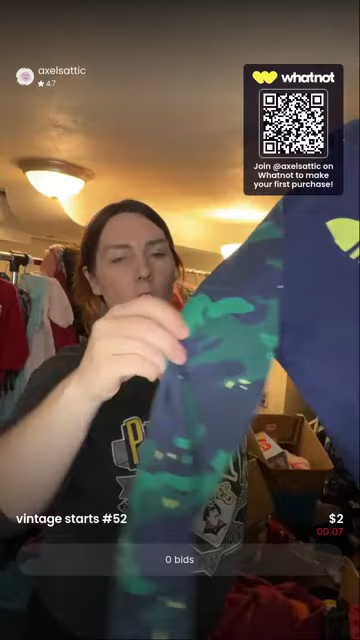 axelsattic
★ 4.7
whatnot
Join @axelsattic on
Whatnot to make
your first purchase!
vintage starts #52
$2
00:07
0 bids